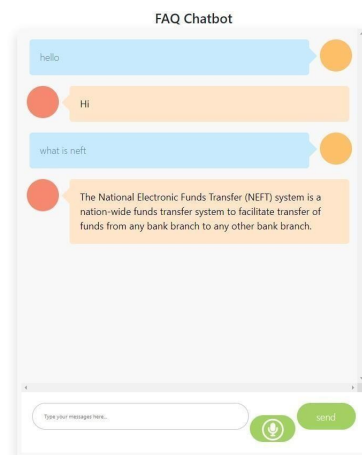 FAQ Chatbot
hello
Hi
what is neft
The National Electronic Funds Transfer (NEFT) system is a
nation-wide funds transfer system to facilitate transfer of
funds from any bank branch to any other bank branch.
Type your messages here...
send